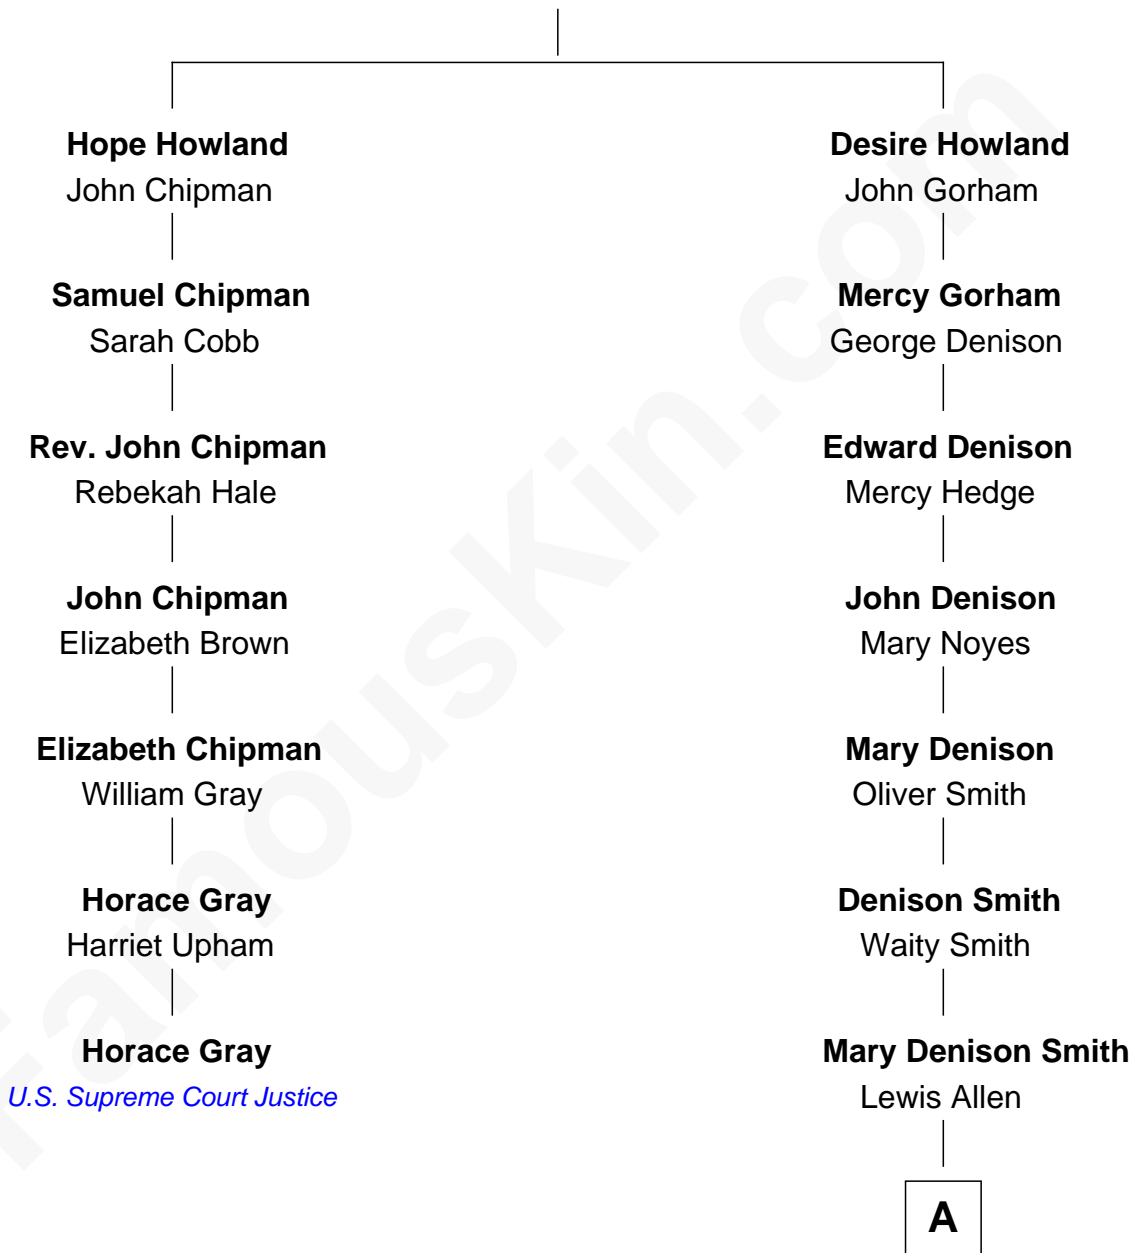 Hope Howland
John Chipman
Samuel Chipman
Sarah Cobb
Rev. John Chipman
Rebekah Hale
John Chipman
Elizabeth Brown
Elizabeth Chipman
William Gray
Horace Gray
Harriet Upham
Horace Gray
U.S. Supreme Court Justice
Desire Howland
John Gorham
Mercy Gorham
George Denison
Edward Denison
Mercy Hedge
John Denison
Mary Noyes
Mary Denison
Oliver Smith
Denison Smith
Waity Smith
Mary Denison Smith
Lewis Allen
A
FamousKin.com